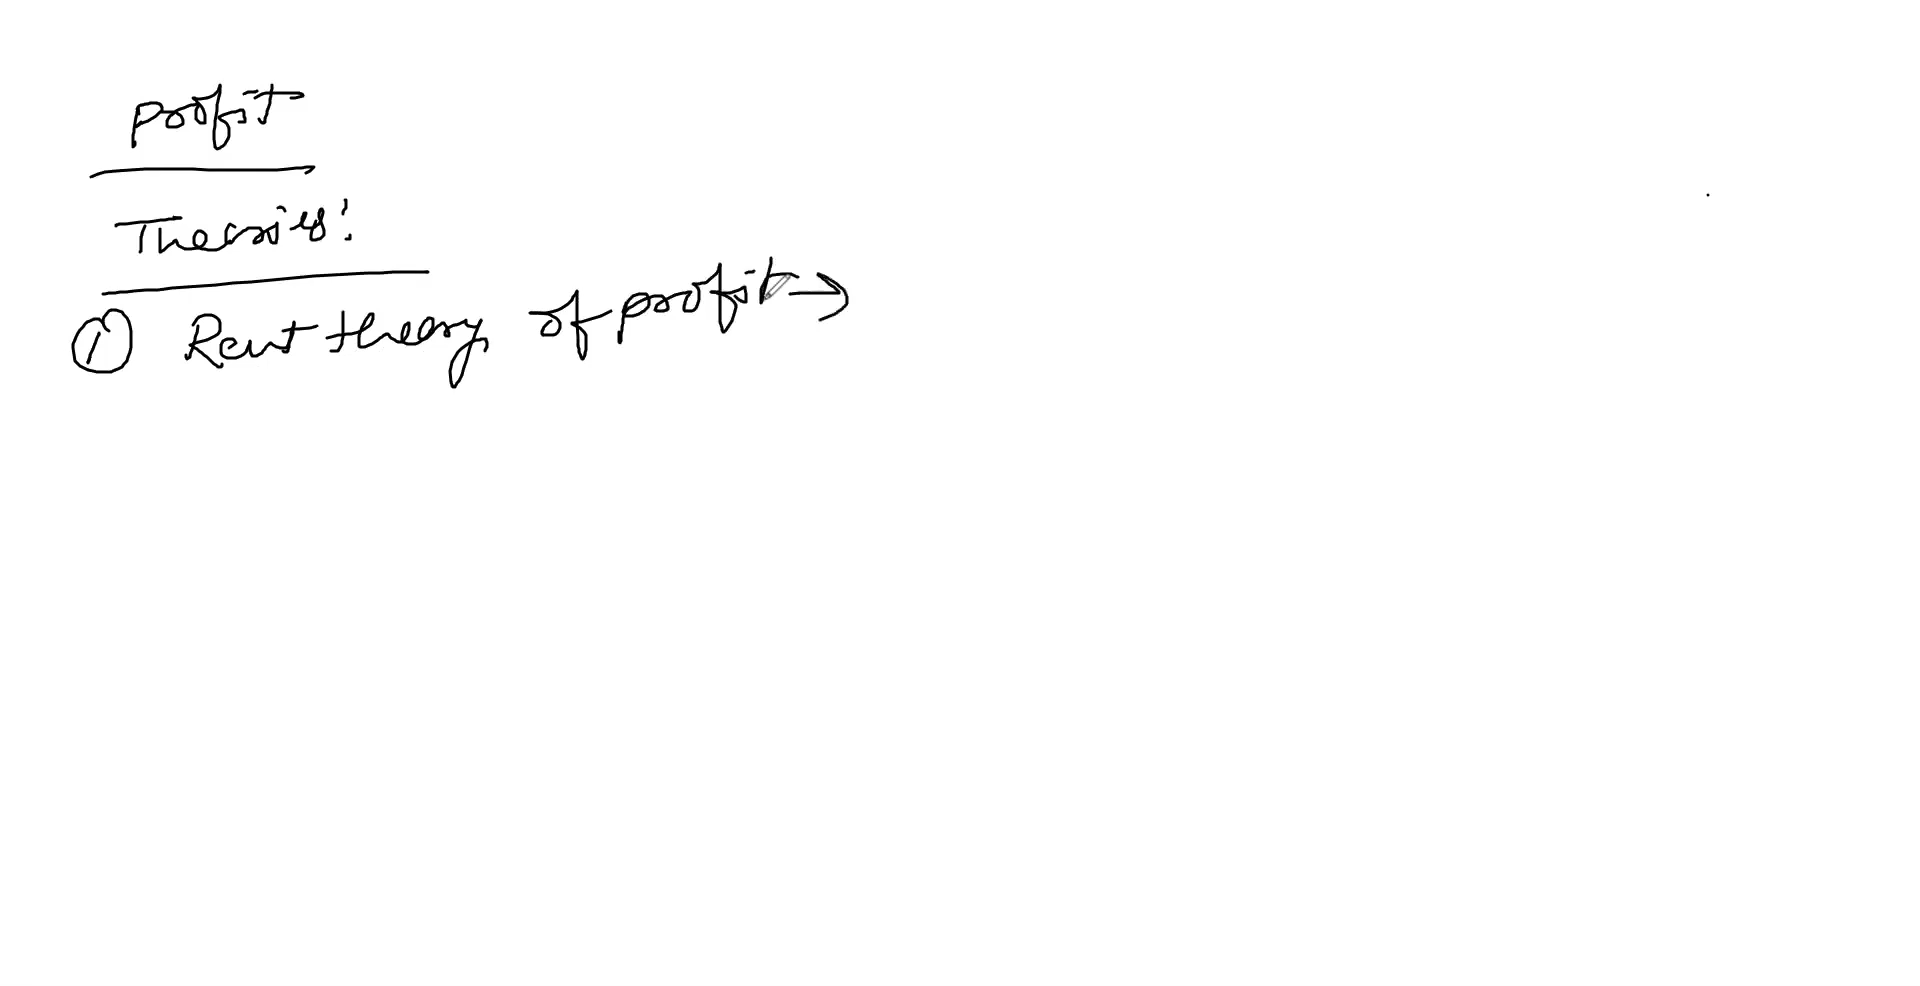 Profit
Theories:
① Rent theory of profit →